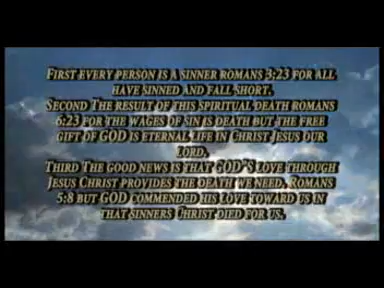 FIRST EVERY PERSON IS A SINNER ROMANS 3:23 FOR ALL
HAVE SINNED AND FALL SHORT.
SECOND THE RESULT OF THIS SPIRITUAL DEATH ROMANS
6:23 FOR THE WAGES OF SIN IS DEATH BUT THE FREE
GIFT OF GOD IS ETERNAL LIFE IN CHRIST JESUS OUR
LORD.
THIRD THE GOOD NEWS IS THAT GOD"S LOVE THROUGH
JESUS CHRIST PROVIDES THE DEATH WE NEED. ROMANS
5:8 BUT GOD COMMENDED HIS LOVE TOWARD US IN
THAT SINNERS CHRIST DIED FOR US.